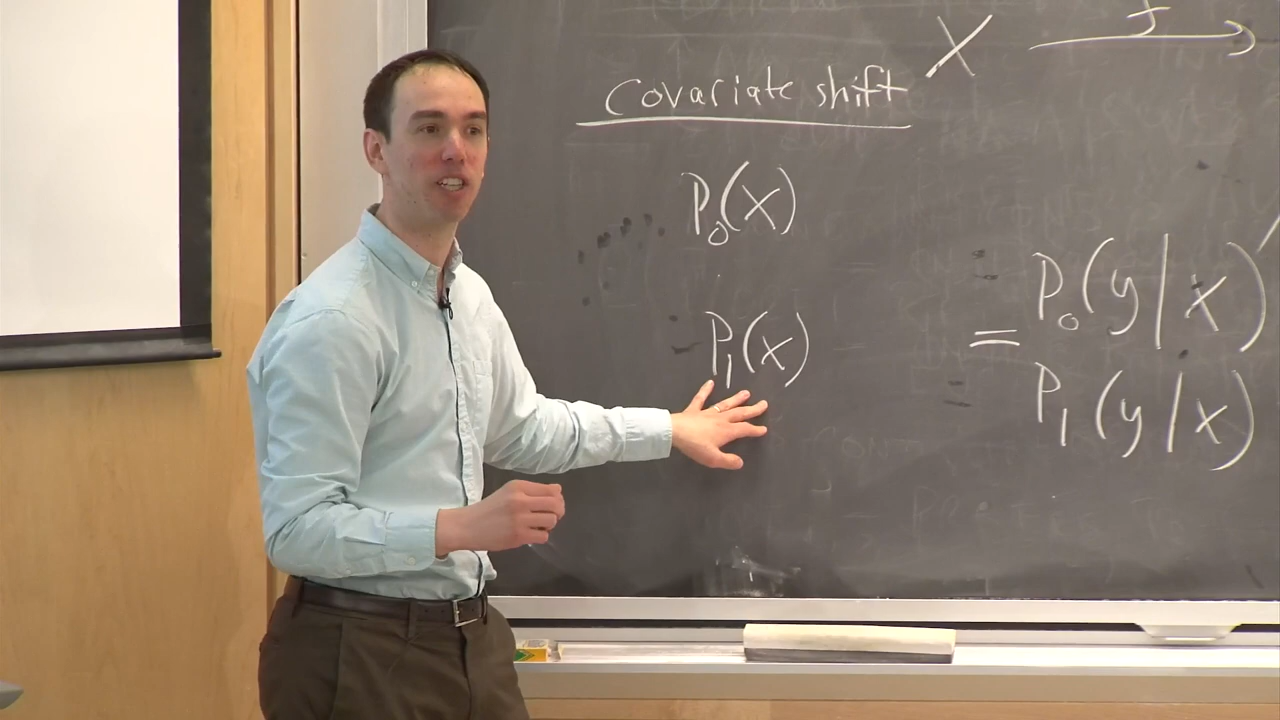 X
covariate shift
P₀(x)
= P₀(y|x)
P₁(x)
P₁(y|x)